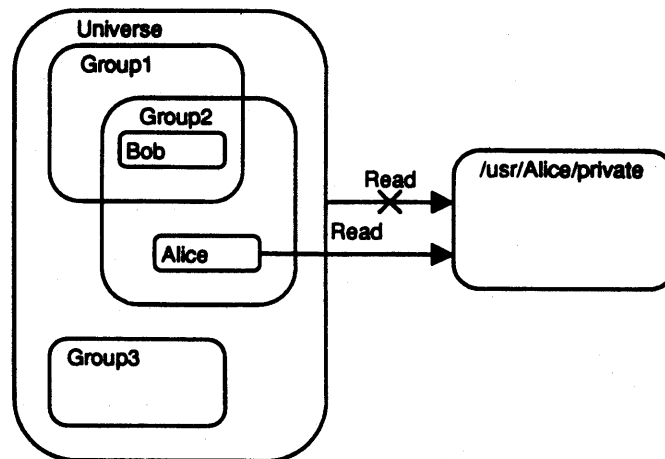 Universe
Group1
Group2
Bob
Read
/usr/Alice/private
Read
Alice
Group3